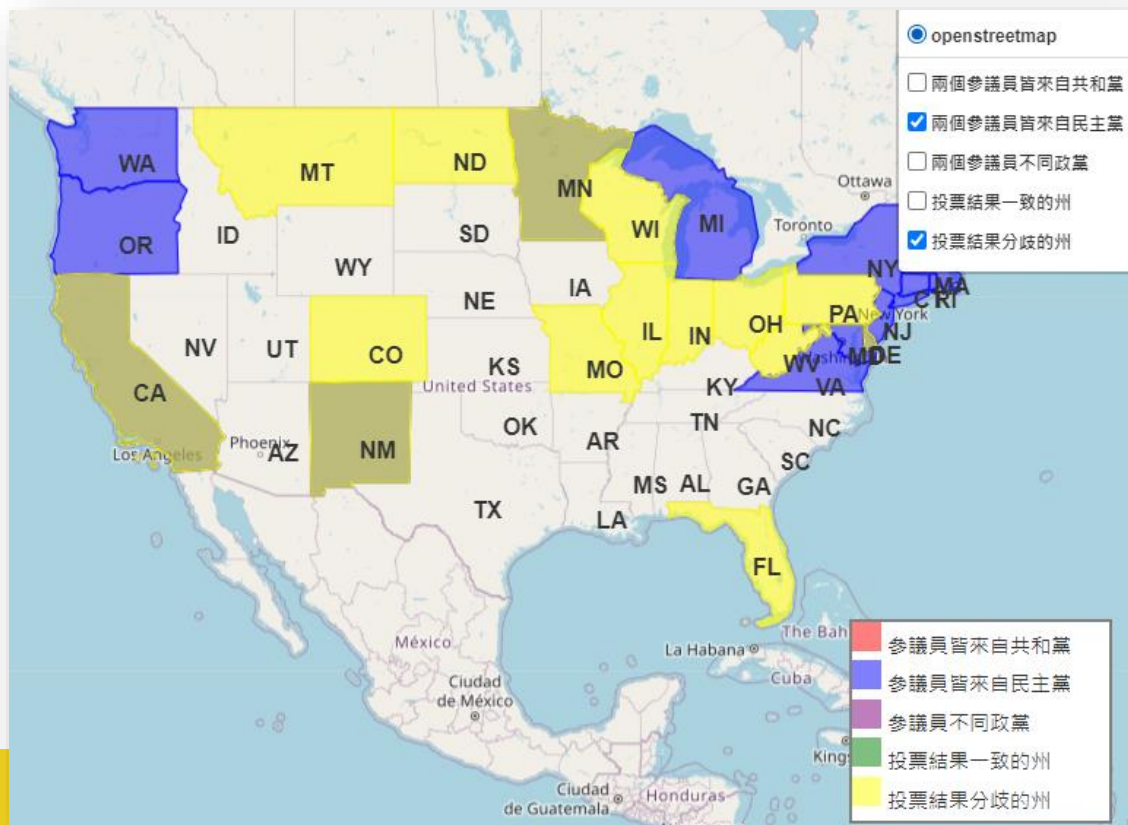 openstreetmap
兩個參議員皆來自共和黨
兩個參議員皆來自民主黨
兩個參議員不同政黨
投票結果一致的州
投票結果分歧的州
Ottawa
Toronto
WA
MT
ND
MN
OR
ID
SD
WI
MI
NY
WY
MA
IA
RI
NE
New York
PA
NJ
OH
IL
IN
NV
UT
CO
DE
WV
KS
MO
United States
KY
VA
CA
OK
TN
NC
AR
Phoenix
AZ
NM
Los Angeles
SC
MS
AL
GA
TX
LA
FL
The Bah
México
La Habana
Cuba
Ciudad
de México
Kings
Ciudad
de Guatemala
Honduras
参議員皆來自共和黨
参議員皆來自民主黨
参議員不同政黨
投票結果一致的州
投票結果分歧的州